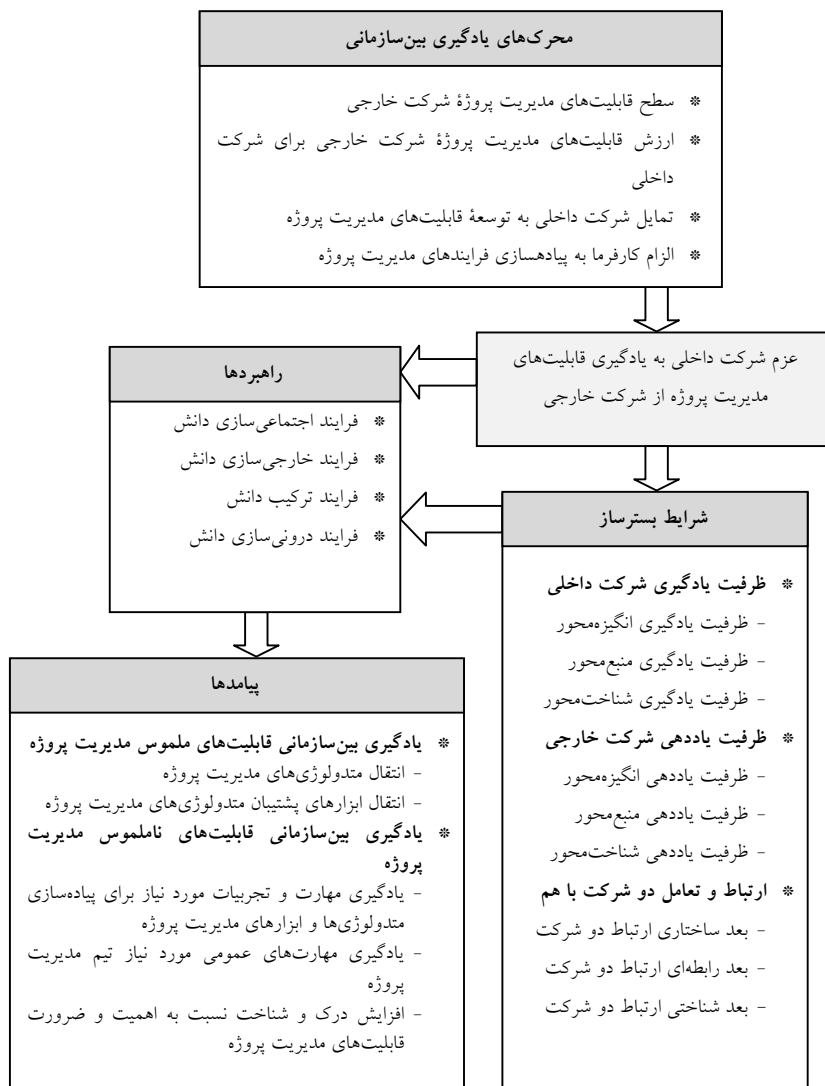 محرک‌های یادگیری بین‌سازمانی
* سطح قابلیت‌های مدیریت پروژۀ شرکت خارجی
* ارزش قابلیت‌های مدیریت پروژۀ شرکت خارجی برای شرکت
داخلی
* تمایل شرکت داخلی به توسعۀ قابلیت‌های مدیریت پروژه
* الزام کارفرما به پیادهسازی فرایندهای مدیریت پروژه
عزم شرکت داخلی به یادگیری قابلیت‌های
مدیریت پروژه از شرکت خارجی
راهبردها
* فرایند اجتماعی‌سازی دانش
* فرایند خارجی‌سازی دانش
* فرایند ترکیب دانش
* فرایند درونی‌سازی دانش
شرایط بسترساز
* ظرفیت یادگیری شرکت داخلی
- ظرفیت یادگیری انگیزه‌محور
- ظرفیت یادگیری منبع‌محور
- ظرفیت یادگیری شناخت‌محور
* ظرفیت یاددهی شرکت خارجی
- ظرفیت یاددهی انگیزه‌محور
- ظرفیت یاددهی منبع‌محور
- ظرفیت یاددهی شناخت‌محور
* ارتباط و تعامل دو شرکت با هم
- بعد ساختاری ارتباط دو شرکت
- بعد رابطه‌ای ارتباط دو شرکت
- بعد شناختی ارتباط دو شرکت
پیامدها
* یادگیری بین‌سازمانی قابلیت‌های ملموس مدیریت پروژه
- انتقال متدولوژی‌های مدیریت پروژه
- انتقال ابزارهای پشتیبان متدولوژی‌های مدیریت پروژه
* یادگیری بین‌سازمانی قابلیت‌های ناملموس مدیریت
پروژه
- یادگیری مهارت و تجربیات مورد نیاز برای پیاده‌سازی
متدولوژی‌ها و ابزارهای مدیریت پروژه
- یادگیری مهارت‌های عمومی مورد نیاز تیم مدیریت
پروژه
- افزایش درک و شناخت نسبت به اهمیت و ضرورت
قابلیت‌های مدیریت پروژه